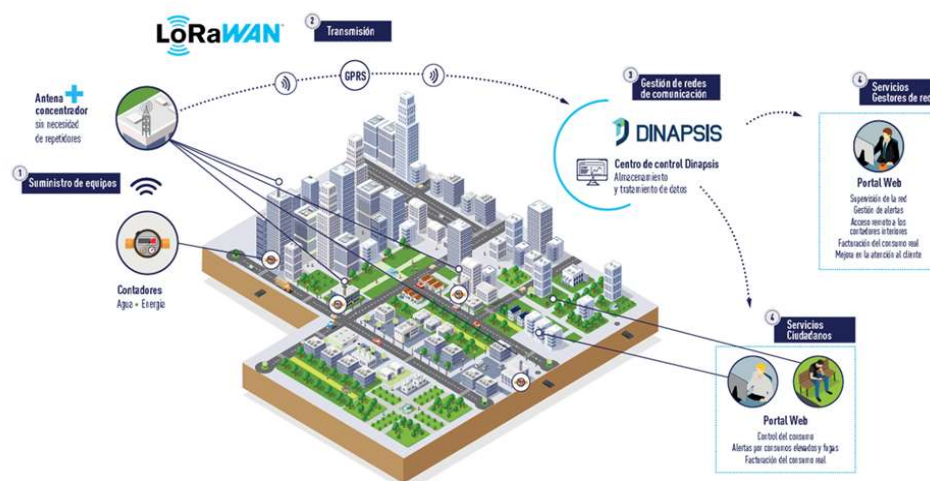 LoRaWAN
2
Transmisión
GPRS
Antena +
concentrador
sin necesidad
de repetidores
1
Suministro de equipos
Contadores
Agua + Energía
3
Gestión de redes
de comunicación
DINAPSIS
Centro de control Dinapsis
Almacenamiento
y tratamiento de datos
4
Servicios
Gestores de red
Portal Web
Supervisión de la red
Gestión de alertas
Acceso remoto a los
contadores interiores
Facturación del consumo real
Mejora en la atención al cliente
4
Servicios
Ciudadanos
Portal Web
Control del consumo
Alertas por consumos elevados y fugas
Facturación del consumo real